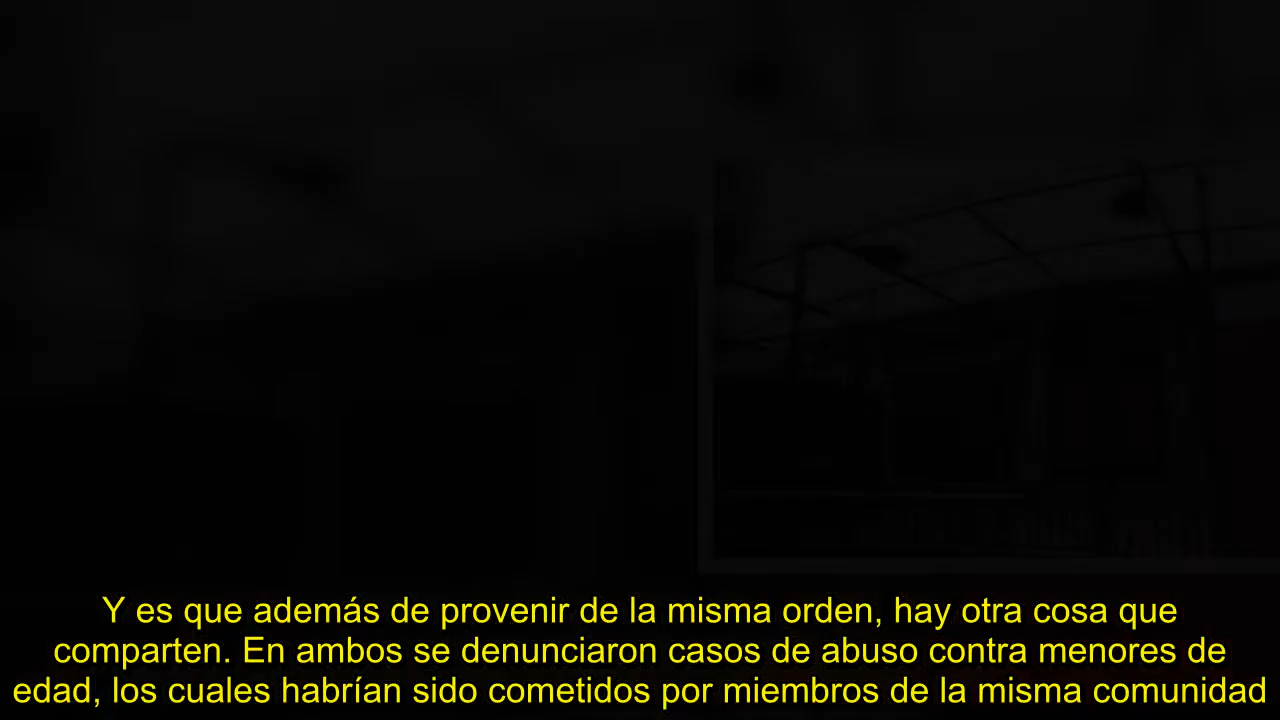 Y es que además de provenir de la misma orden, hay otra cosa que
comparten. En ambos se denunciaron casos de abuso contra menores de
edad, los cuales habrían sido cometidos por miembros de la misma comunidad